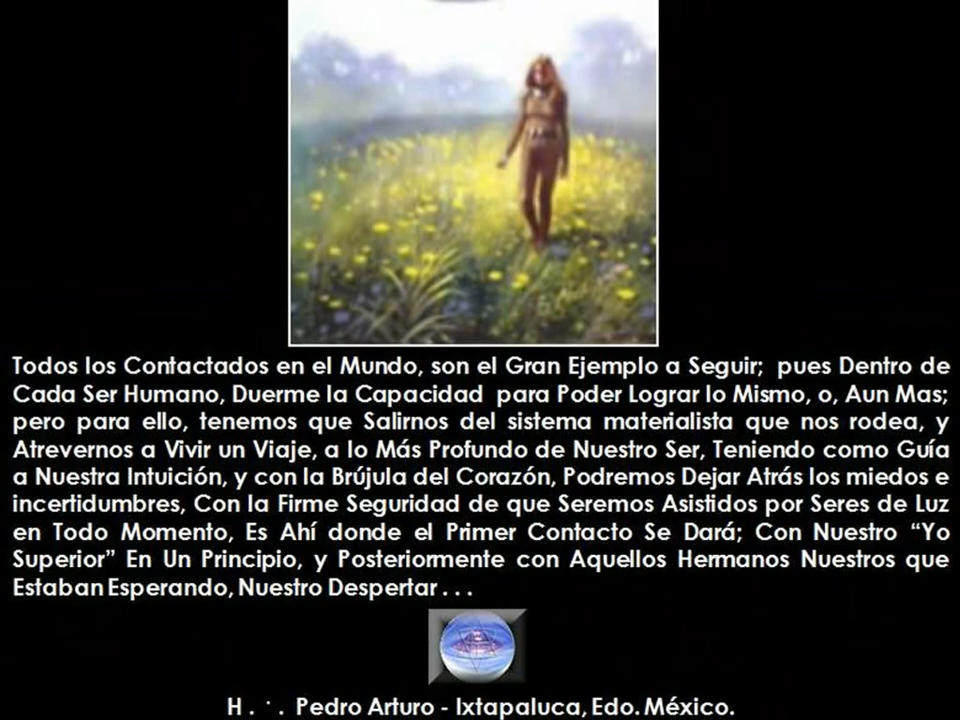 Todos los Contactados en el Mundo, son el Gran Ejemplo a Seguir; pues Dentro de
Cada Ser Humano, Duerme la Capacidad para Poder Lograr lo Mismo, o, Aun Mas;
pero para ello, tenemos que Salirnos del sistema materialista que nos rodea, y
Atrevernos a Vivir un Viaje, a lo Más Profundo de Nuestro Ser, Teniendo como Guía
a Nuestra Intuición, y con la Brújula del Corazón, Podremos Dejar Atrás los miedos e
incertidumbres, Con la Firme Seguridad de que Seremos Asistidos por Seres de Luz
en Todo Momento, Es Ahí donde el Primer Contacto Se Dará; Con Nuestro “Yo
Superior” En Un Principio, y Posteriormente con Aquellos Hermanos Nuestros que
Estaban Esperando, Nuestro Despertar . . .
H . ˙ . Pedro Arturo - Ixtapaluca, Edo. México.